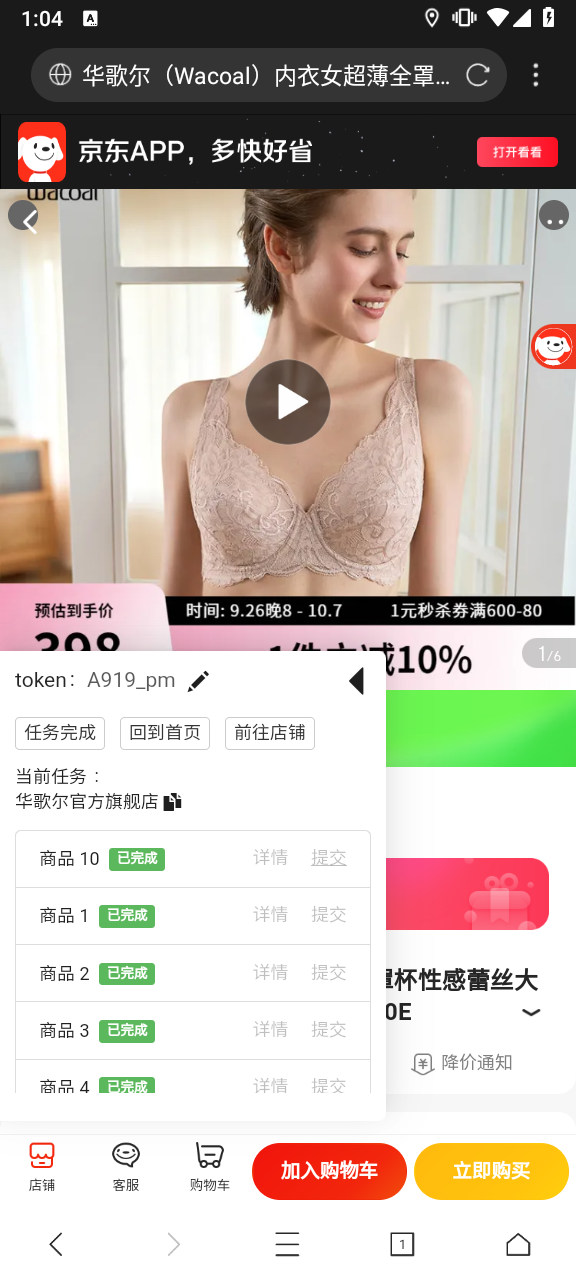 1:04
A
华歌尔（Wacoal）内衣女超薄全罩...
京东APP，多快好省
打开看看
wacoal
预估到手价
时间: 9.26晚8 - 10.7
1元秒杀券满600-80
398
1件立减10%
1/6
token: A919_pm
任务完成
回到首页
前往店铺
当前任务：
华歌尔官方旗舰店
商品 10 已完成 详情 提交
商品 1 已完成 详情 提交
商品 2 已完成 详情 提交
商品 3 已完成 详情 提交
商品 4 已完成 详情 提交
罩杯性感蕾丝大
0E
降价通知
店铺
客服
购物车
加入购物车
立即购买
1